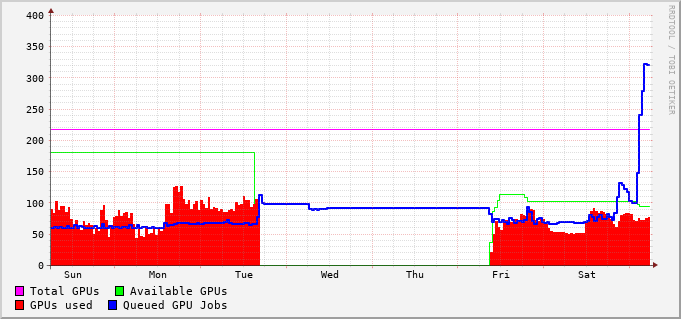 400
350
300
250
200
150
100
50
0
Sun Mon Tue Wed Thu Fri Sat
Total GPUs Available GPUs
GPUs used Queued GPU Jobs
RRDTOOL / TOBI OETIKER